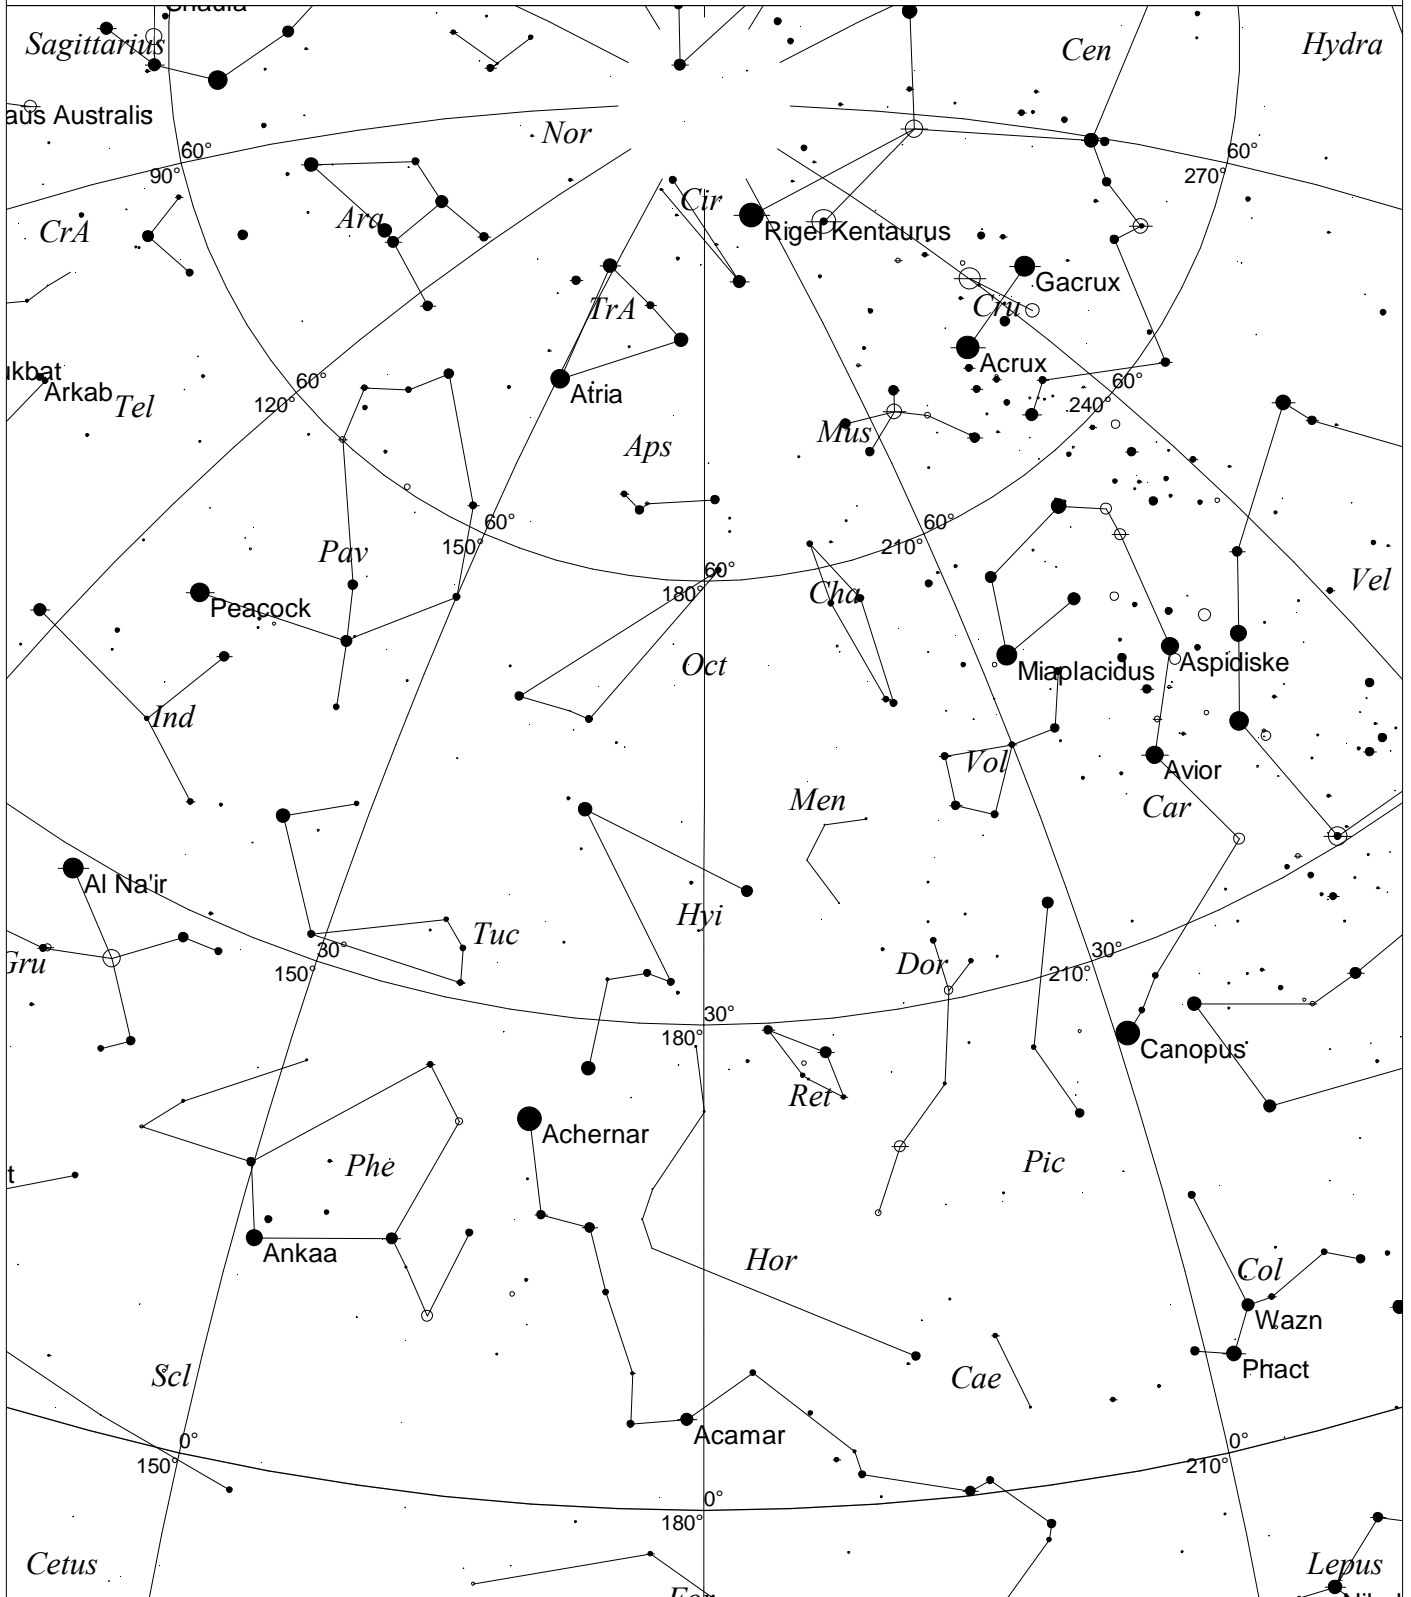 Sagittarius
Cen
Hydra
aus Australis
Nor
60°
90°
60°
270°
CrA
Ara
Cir
Rigel Kentaurus
Gacrux
TrA
Cru
Acrux
ukbat
Arkab
Tel
60°
120°
Atria
60°
240°
Aps
Mus
60°
150°
60°
210°
Pav
60°
180°
Cha
Vel
Peacock
Oct
Miaplacidus
Aspidiske
Ind
Vol
Avior
Men
Car
Al Na'ir
Hyi
Tuc
30°
150°
Gru
Dor
30°
210°
30°
180°
Canopus
Ret
Achernar
Phe
Pic
t
Ankaa
Hor
Col
Wazn
Scl
Cae
Phact
Acamar
0°
150°
0°
210°
0°
180°
Cetus
Lepus